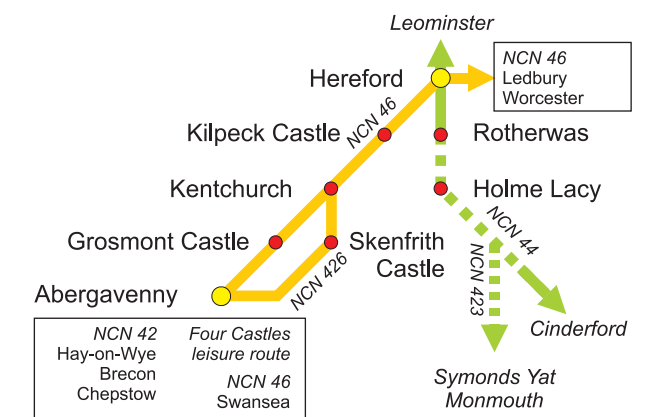 Leominster
Hereford
NCN 46
Ledbury
Worcester
NCN 46
Kilpeck Castle
Rotherwas
Kentchurch
Holme Lacy
Grosmont Castle
Skenfrith
Castle
NCN 44
NCN 423
Abergavenny
NCN 426
Cinderford
NCN 42
Hay-on-Wye
Brecon
Chepstow
Four Castles
leisure route
NCN 46
Swansea
Symonds Yat
Monmouth